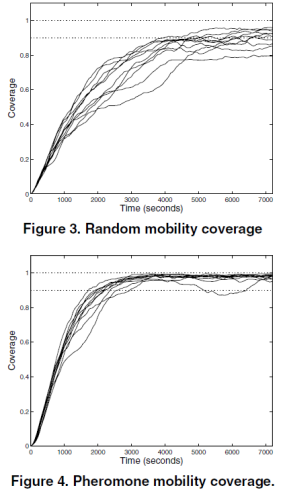 1
0.8
0.6
0.4
0.2
0
Coverage
0 1000 2000 3000 4000 5000 6000 7000
Time (seconds)
Figure 3. Random mobility coverage
1
0.8
0.6
0.4
0.2
0
Coverage
0 1000 2000 3000 4000 5000 6000 7000
Time (seconds)
Figure 4. Pheromone mobility coverage.